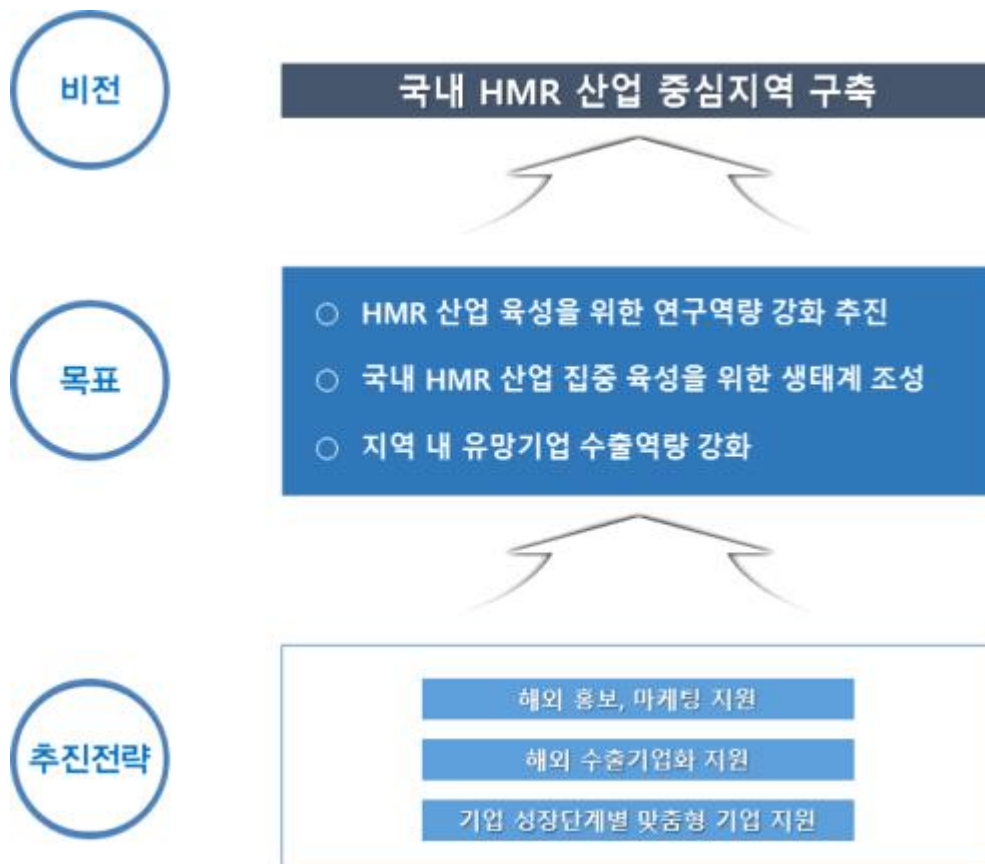 비전
국내 HMR 산업 중심지역 구축
목표
○ HMR 산업 육성을 위한 연구역량 강화 추진
○ 국내 HMR 산업 집중 육성을 위한 생태계 조성
○ 지역 내 유망기업 수출역량 강화
추진전략
해외 홍보, 마케팅 지원
해외 수출기업화 지원
기업 성장단계별 맞춤형 기업 지원